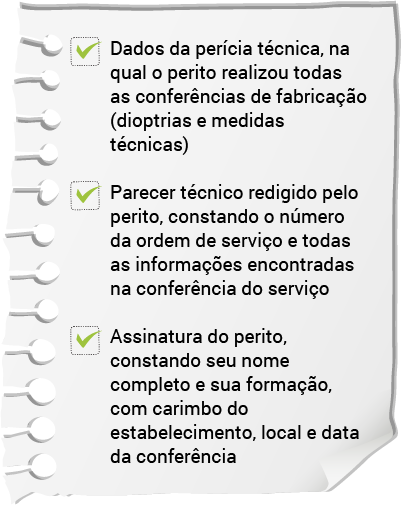 Dados da perícia técnica, na
qual o perito realizou todas
as conferências de fabricação
(dioptrias e medidas
técnicas)
Parecer técnico redigido pelo
perito, constando o número
da ordem de serviço e todas
as informações encontradas
na conferência do serviço
Assinatura do perito,
constando seu nome
completo e sua formação,
com carimbo do
estabelecimento, local e data
da conferência